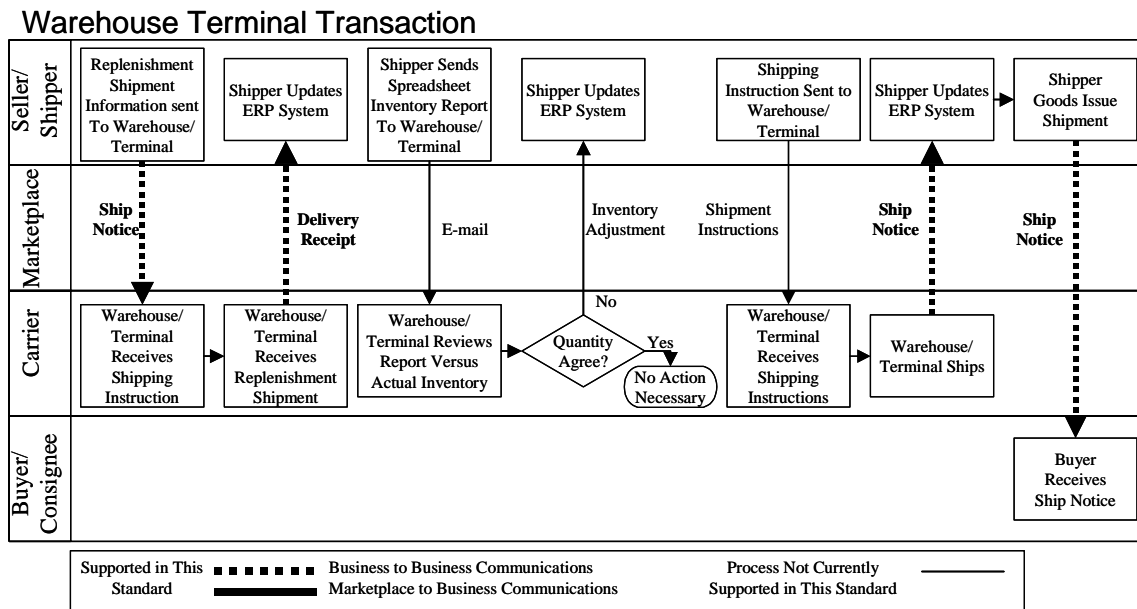 Warehouse Terminal Transaction
Seller/
Shipper
Replenishment
Shipment
Information sent
To Warehouse/
Terminal
Shipper Updates
ERP System
Shipper Sends
Spreadsheet
Inventory Report
To Warehouse/
Terminal
Shipper Updates
ERP System
Shipping
Instruction Sent to
Warehouse/
Terminal
Shipper Updates
ERP System
Shipper
Goods Issue
Shipment
Marketplace
Ship
Notice
Delivery
Receipt
E-mail
Inventory
Adjustment
Shipment
Instructions
Ship
Notice
Ship
Notice
Carrier
Warehouse/
Terminal
Receives
Shipping
Instruction
Warehouse/
Terminal
Receives
Replenishment
Shipment
Warehouse/
Terminal Reviews
Report Versus
Actual Inventory
No
Quantity
Agree?
Yes
No Action
Necessary
Warehouse/
Terminal
Receives
Shipping
Instructions
Warehouse/
Terminal Ships
Buyer/
Consignee
Buyer
Receives
Ship Notice
Supported in This
Standard
Business to Business Communications
Marketplace to Business Communications
Process Not Currently
Supported in This Standard